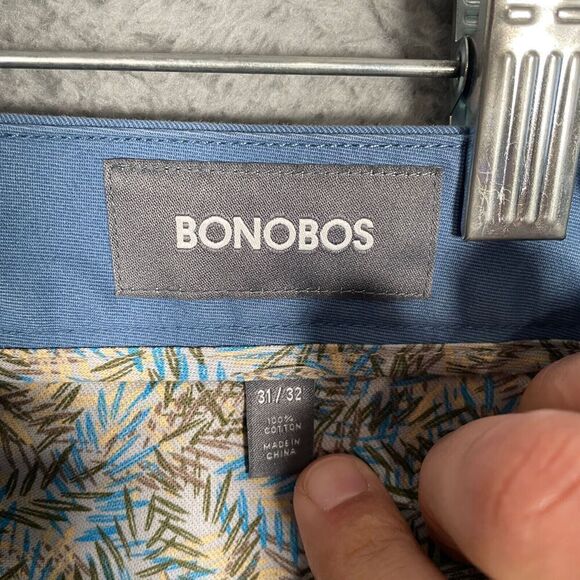 BONOBOS
31/32
100%
COTTON
MADE IN
CHINA